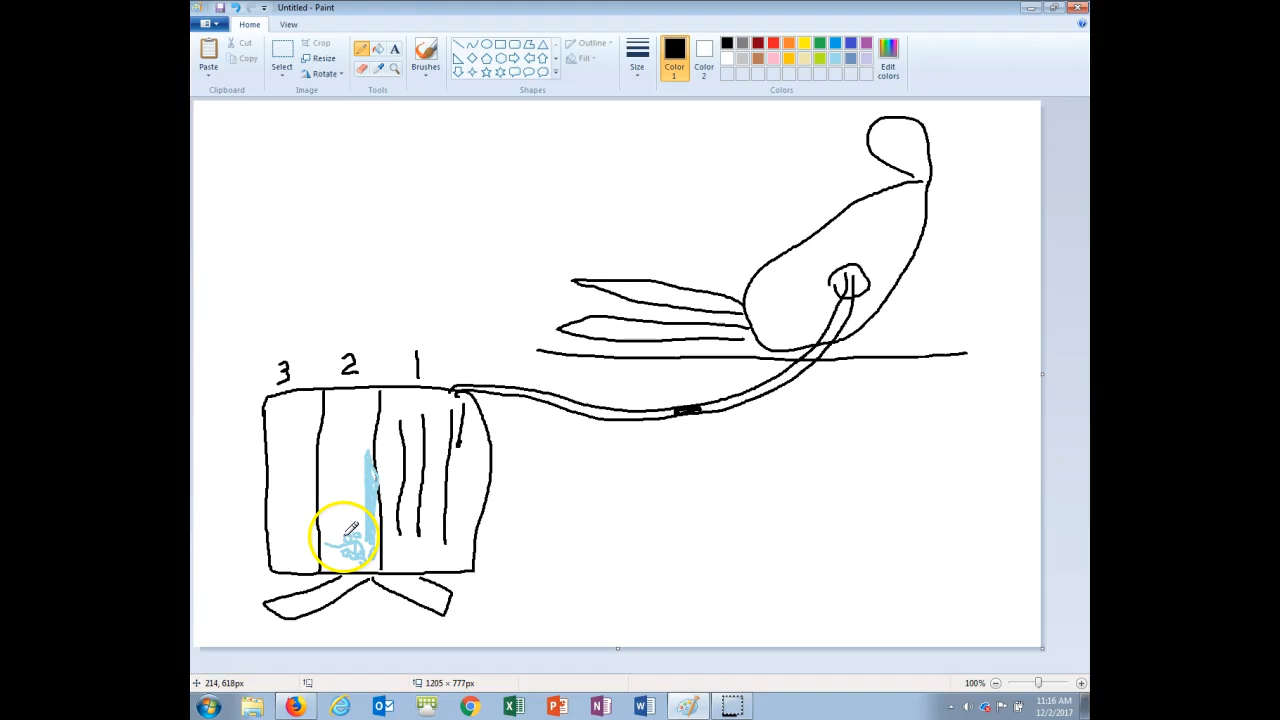 Untitled - Paint
Home View
Paste
Cut
Copy
Select
Crop
Resize
Rotate
A
Brushes
Outline
Fill
Size
Color
1
Color
2
Edit
colors
Clipboard Image Tools Shapes Colors
3 2 1
214, 618px
1205 × 777px
100%
11:16 AM
12/2/2017